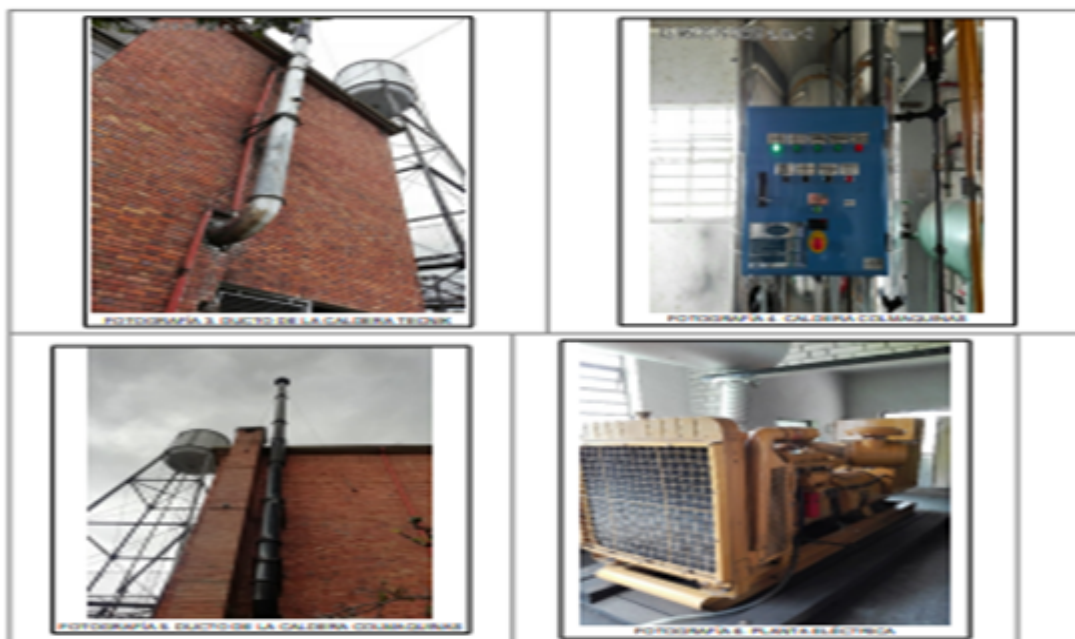 FOTOGRAFÍA 3. DUCTO DE LA CALDERA TECNIK
FOTOGRAFÍA 4. CALDERA COLMAQUINAS
FOTOGRAFÍA 5. DUCTO DE LA CALDERA COLMAQUINAS
FOTOGRAFÍA 6. PLANTA ELÉCTRICA